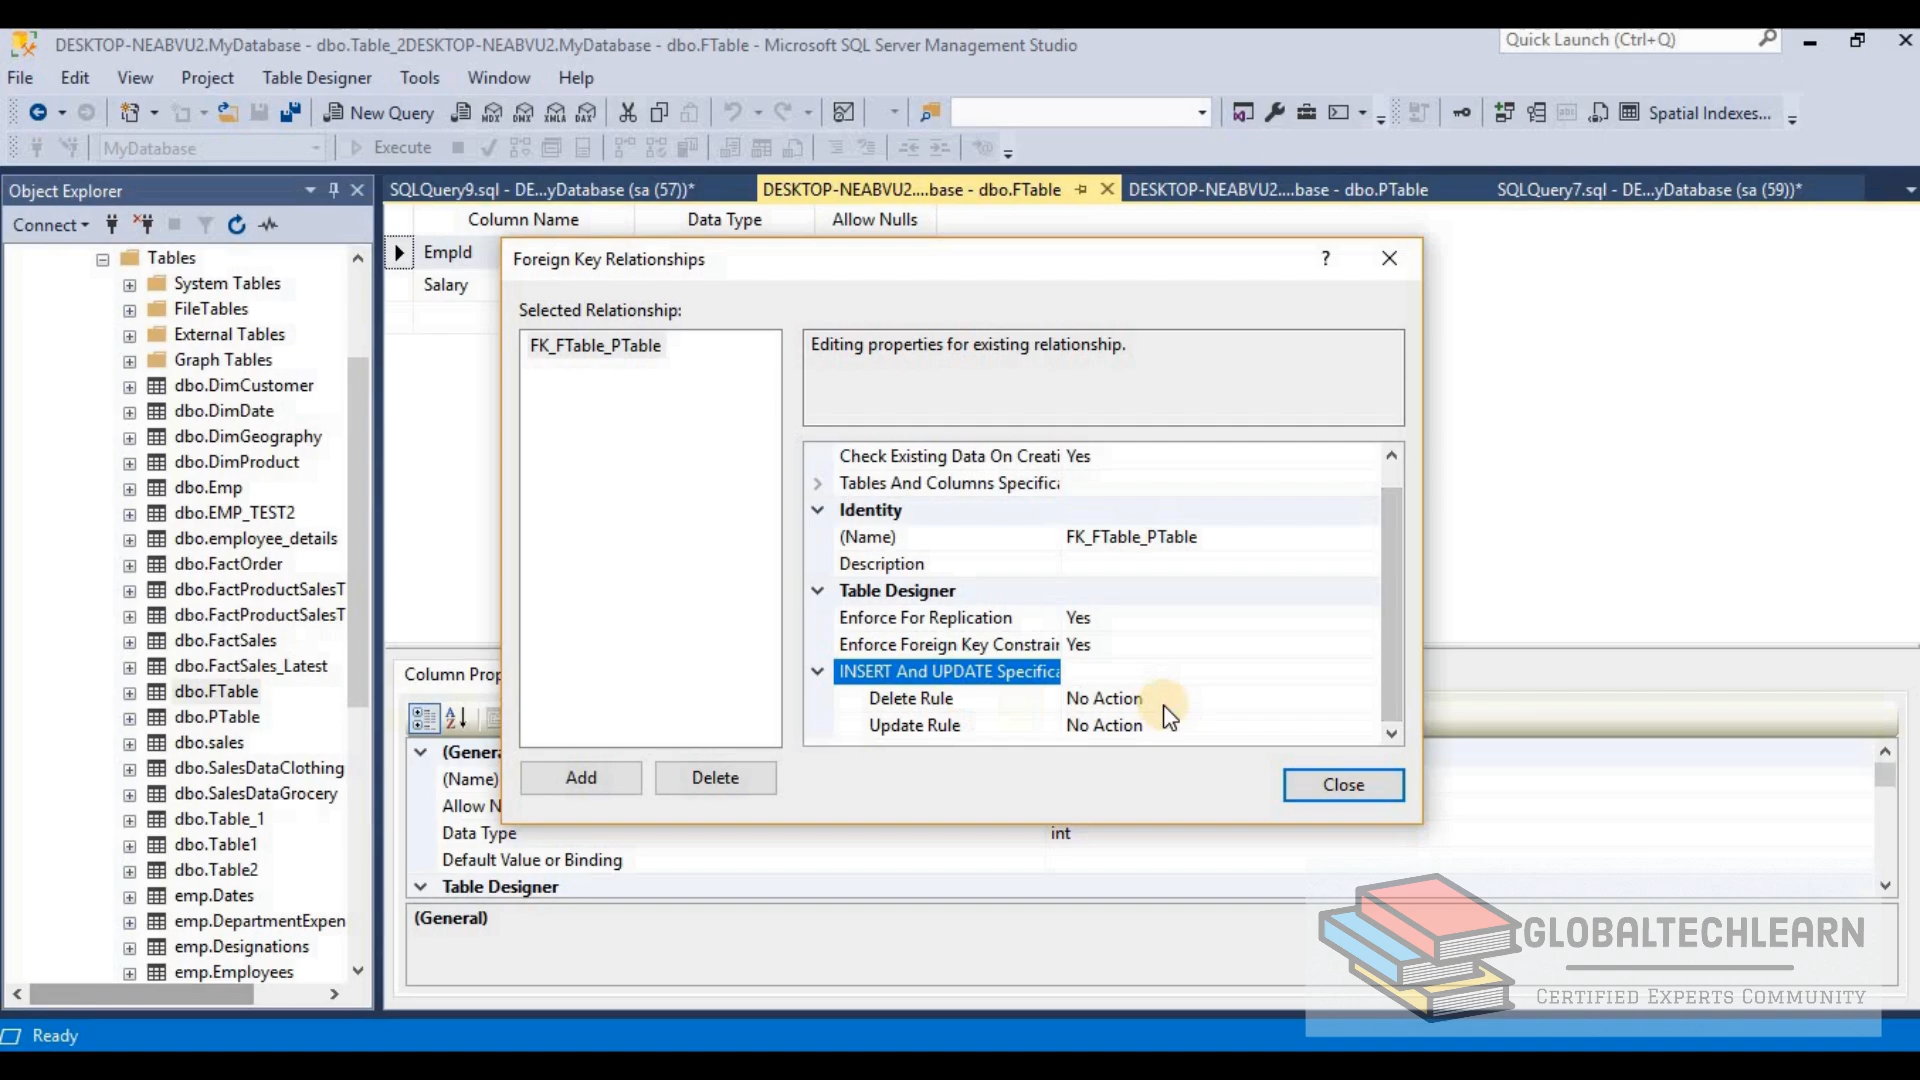 DESKTOP-NEABVU2.MyDatabase - dbo.Table_2DESKTOP-NEABVU2.MyDatabase - dbo.FTable - Microsoft SQL Server Management Studio
Quick Launch (Ctrl+Q)
File Edit View Project Table Designer Tools Window Help
New Query
MDX DMX XMLA DAX
Spatial Indexes...
MyDatabase
Execute
Object Explorer
SQLQuery9.sql - DE...yDatabase (sa (57))*
DESKTOP-NEABVU2....base - dbo.FTable
DESKTOP-NEABVU2....base - dbo.PTable
SQLQuery7.sql - DE...yDatabase (sa (59))*
Connect
Tables
System Tables
FileTables
External Tables
Graph Tables
dbo.DimCustomer
dbo.DimDate
dbo.DimGeography
dbo.DimProduct
dbo.Emp
dbo.EMP_TEST2
dbo.employee_details
dbo.FactOrder
dbo.FactProductSalesT
dbo.FactProductSalesT
dbo.FactSales
dbo.FactSales_Latest
dbo.FTable
dbo.PTable
dbo.sales
dbo.SalesDataClothing
dbo.SalesDataGrocery
dbo.Table_1
dbo.Table1
dbo.Table2
emp.Dates
emp.DepartmentExpen
emp.Designations
emp.Employees
Column Name Data Type Allow Nulls
EmpId
Salary
Foreign Key Relationships
?
Selected Relationship:
FK_FTable_PTable
Editing properties for existing relationship.
Check Existing Data On Creati Yes
Tables And Columns Specifica
Identity
(Name) FK_FTable_PTable
Description
Table Designer
Enforce For Replication Yes
Enforce Foreign Key Constrain Yes
INSERT And UPDATE Specifica
Delete Rule No Action
Update Rule No Action
Add
Delete
Close
Column Prop
(Genera
(Name)
Allow N
Data Type int
Default Value or Binding
Table Designer
(General)
GLOBALTECHLEARN
CERTIFIED EXPERTS COMMUNITY
Ready